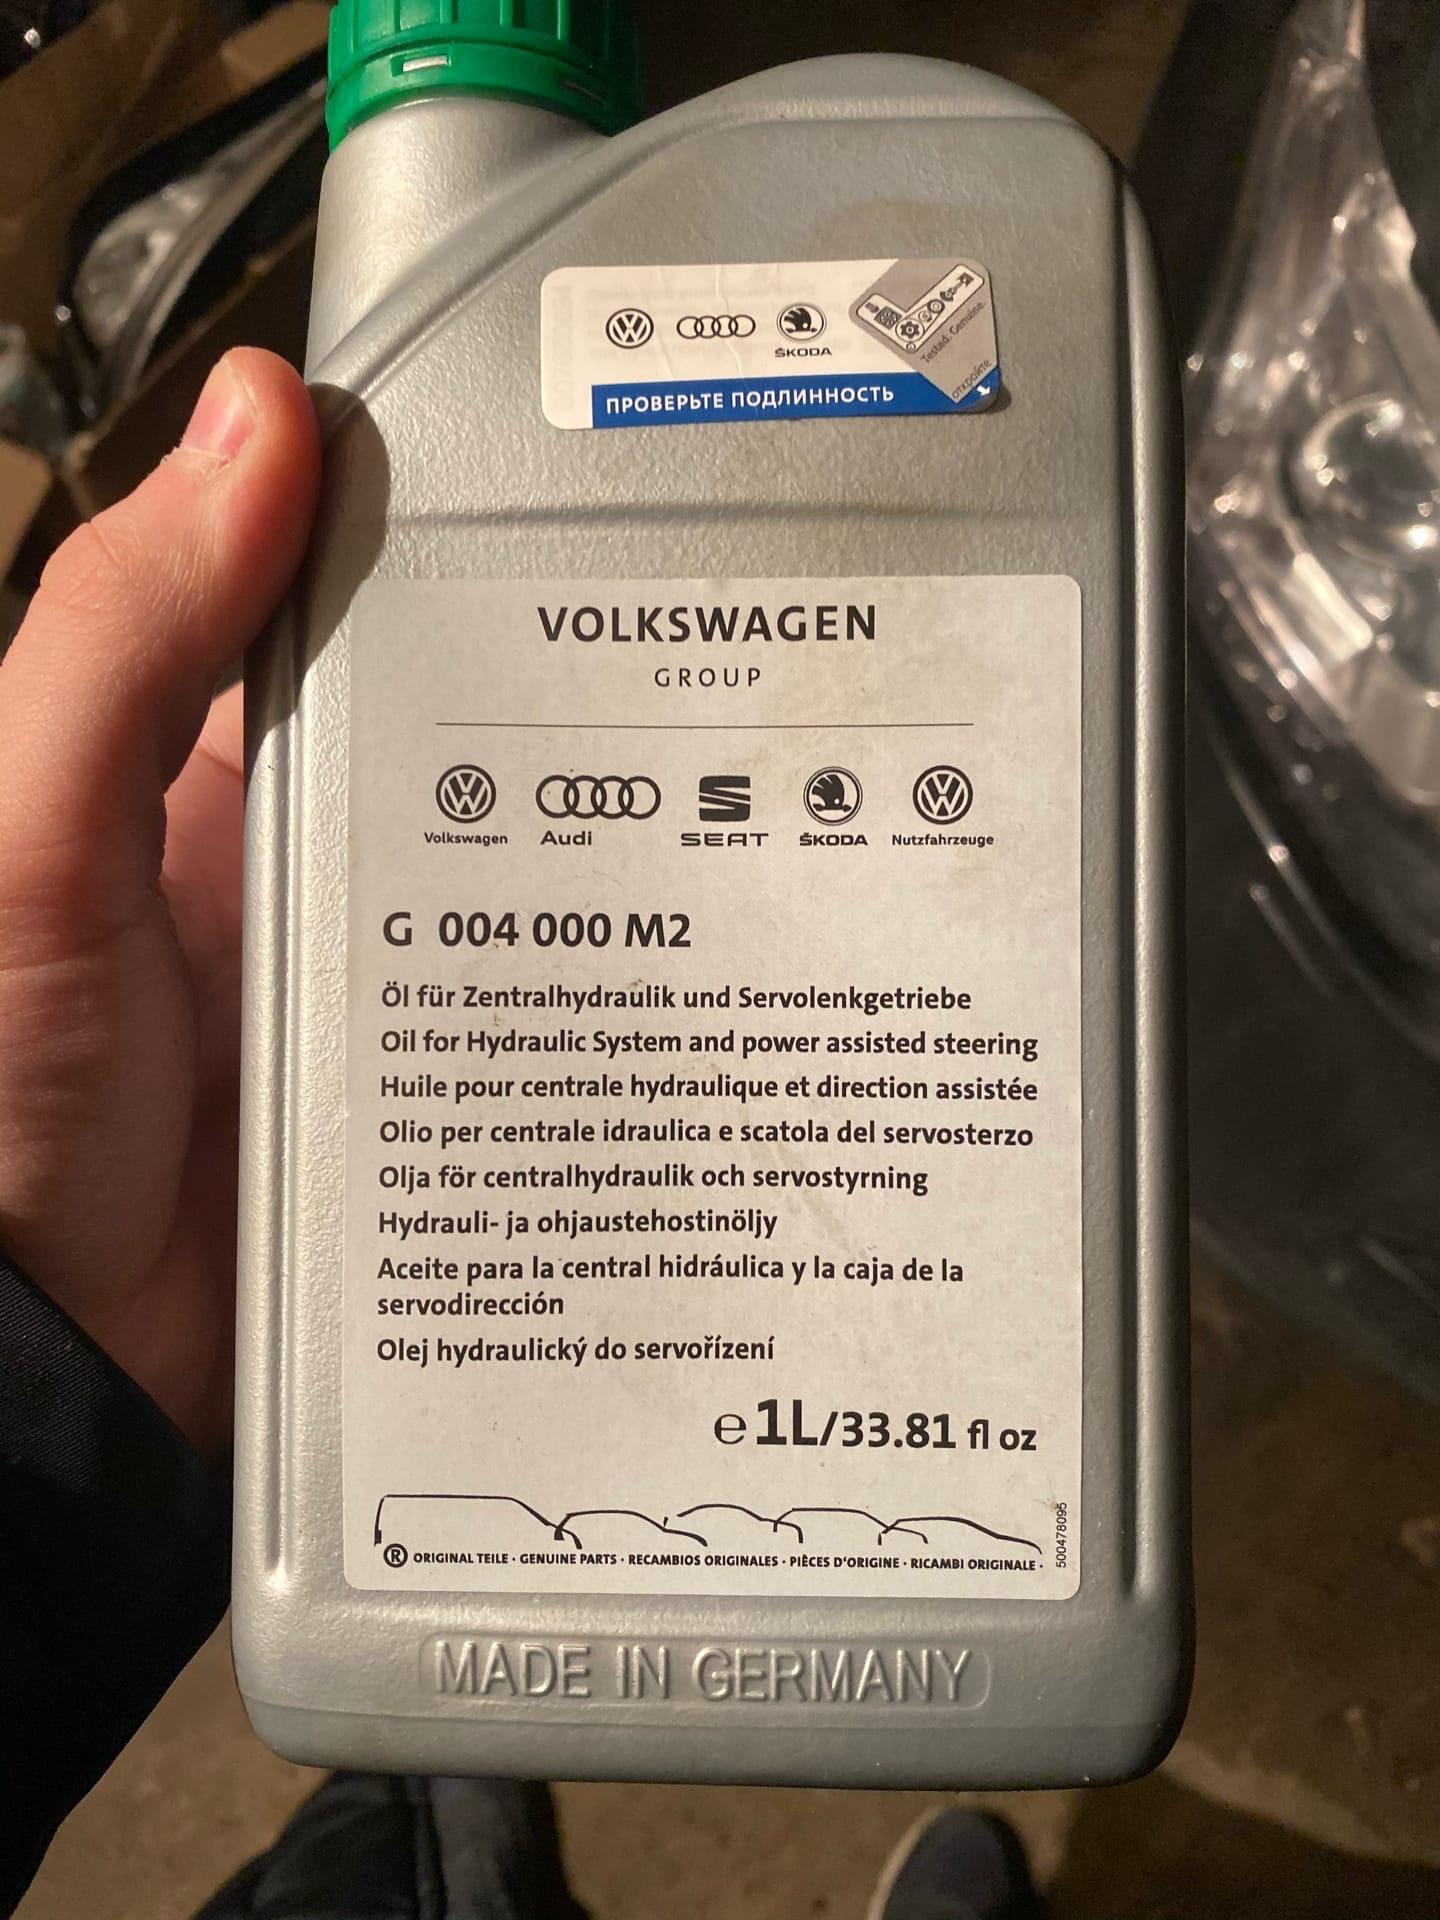 ŠKODA
Tested. Genuine.
откройте
ПРОВЕРЬТЕ ПОДЛИННОСТЬ
VOLKSWAGEN
GROUP
Volkswagen Audi SEAT ŠKODA Nutzfahrzeuge
G 004 000 M2
Öl für Zentralhydraulik und Servolenkgetriebe
Oil for Hydraulic System and power assisted steering
Huile pour centrale hydraulique et direction assistée
Olio per centrale idraulica e scatola del servosterzo
Olja för centralhydraulik och servostyrning
Hydrauli- ja ohjaustehostinöljy
Aceite para la central hidráulica y la caja de la
servodirección
Olej hydraulický do servořízení
e 1L/33.81 fl oz
® ORIGINAL TEILE · GENUINE PARTS · RECAMBIOS ORIGINALES · PIÈCES D'ORIGINE · RICAMBI ORIGINALE ·
500478095
MADE IN GERMANY